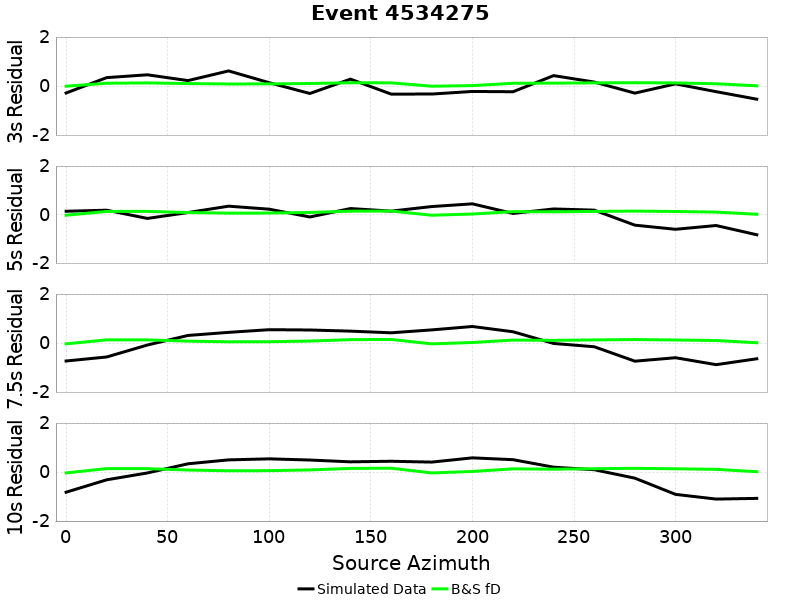 Event 4534275
3s Residual
2
0
-2
5s Residual
2
0
-2
7.5s Residual
2
0
-2
10s Residual
2
0
-2
0 50 100 150 200 250 300
Source Azimuth
Simulated Data B&S fD